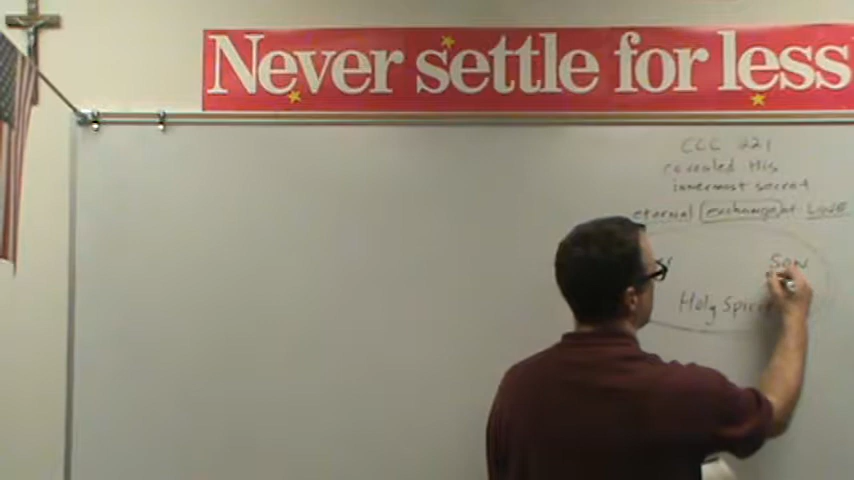 Never settle for less!
CCC 221
revealed His
innermost secret
eternal exchange of LOVE
SON
Holy Spirit